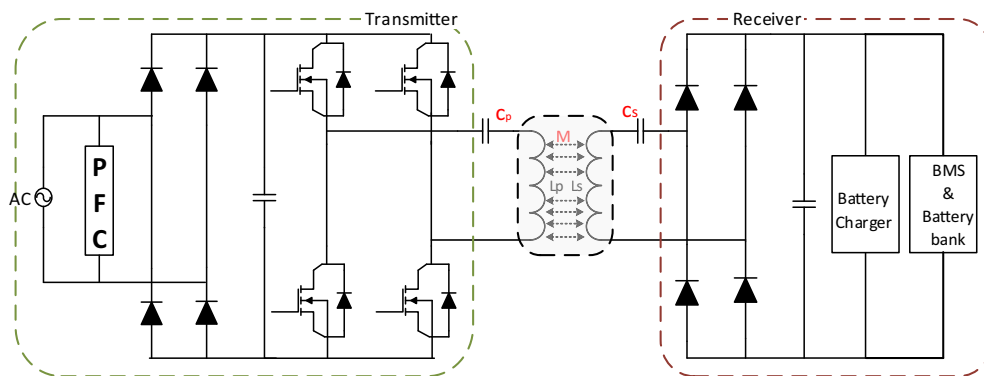 Transmitter
Receiver
AC
P
F
C
Cp
M
Lp Ls
Cs
Battery
Charger
BMS
&
Battery
bank